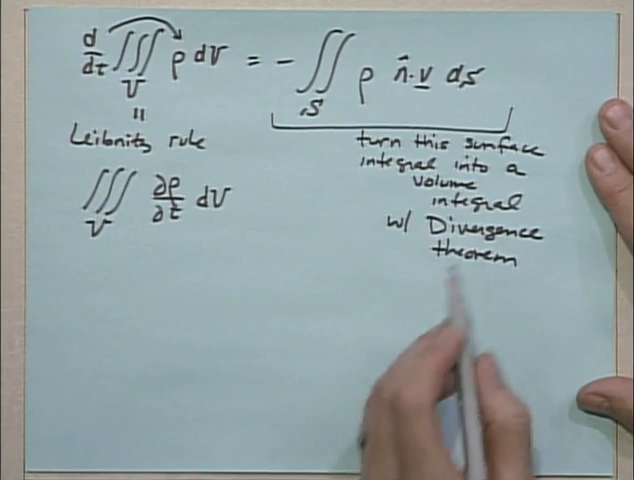 d/dt ∭_V ρ dV = - ∬_S ρ n̂·v dS
=
Leibnitz rule
∭_V ∂ρ/∂t dV
turn this surface
integral into a
volume
integral
w/ Divergence
theorem